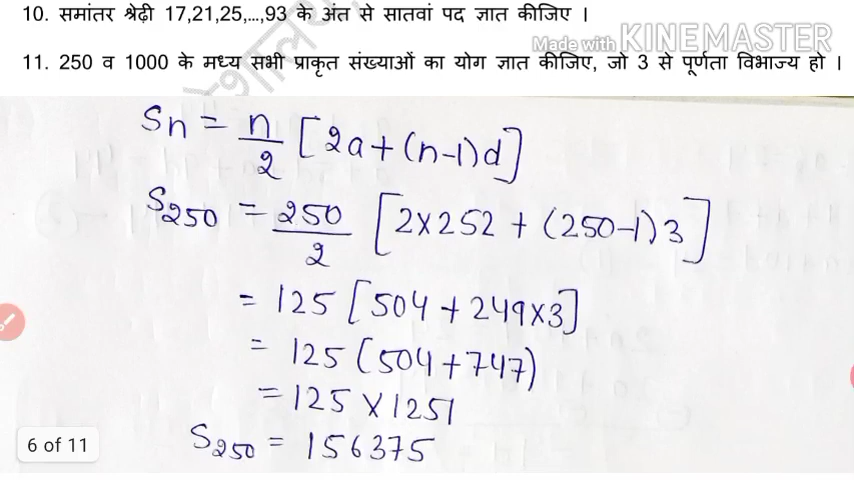 10. समांतर श्रेढ़ी 17,21,25,...,93 के अंत से सातवां पद ज्ञात कीजिए ।
Made with KINEMASTER
11. 250 व 1000 के मध्य सभी प्राकृत संख्याओं का योग ज्ञात कीजिए, जो 3 से पूर्णता विभाज्य हो ।
Sn = n/2 [2a+(n-1)d]
S250 = 250/2 [2×252 + (250-1)3]
= 125 [504 + 249×3]
= 125 (504+747)
= 125 × 1251
S250 = 156375
6 of 11